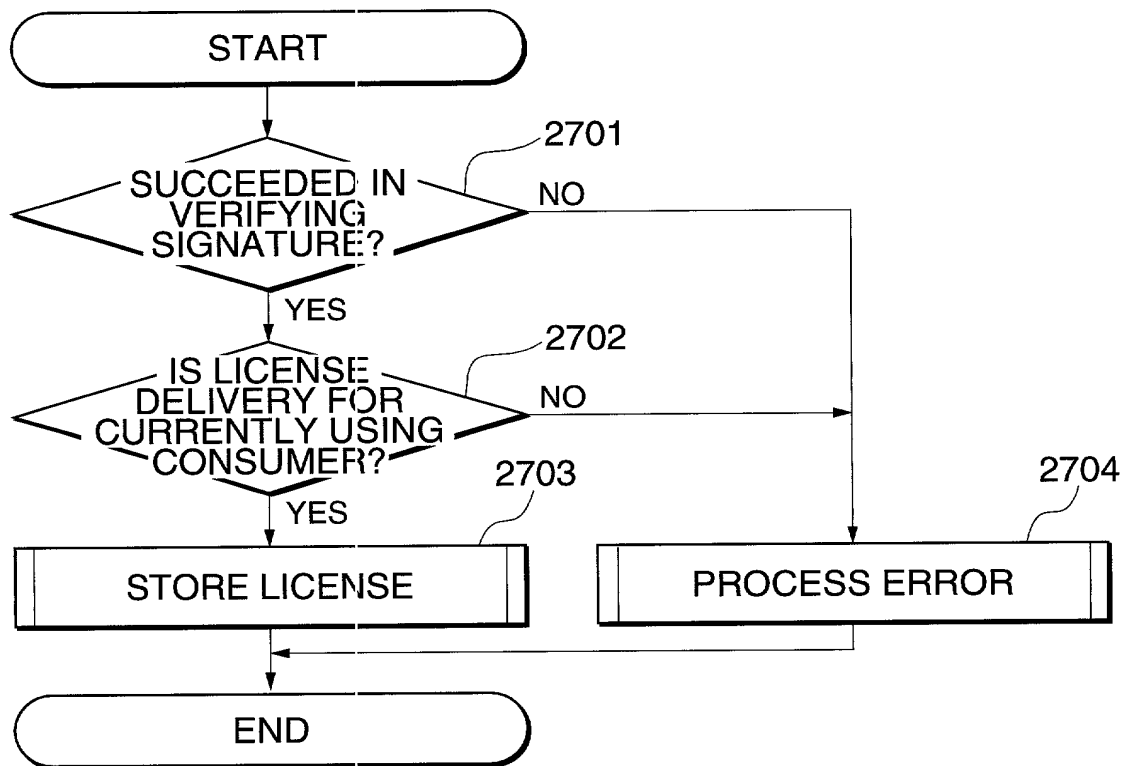 START
2701
SUCCEEDED IN
VERIFYING
SIGNATURE?
NO
YES
2702
IS LICENSE
DELIVERY FOR
CURRENTLY USING
CONSUMER?
NO
YES
2703
STORE LICENSE
2704
PROCESS ERROR
END